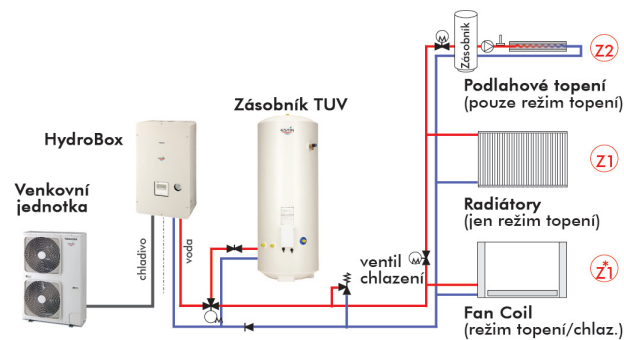 Zásobník
Z2
Podlahové topení
(pouze režim topení)
Zásobník TUV
HydroBox
Z1
Venkovní
jednotka
TOSHIBA
chladivo
voda
Radiátory
(jen režim topení)
ventil
chlazení
M
M
M
Z1*
Fan Coil
(režim topení/chlaz.)